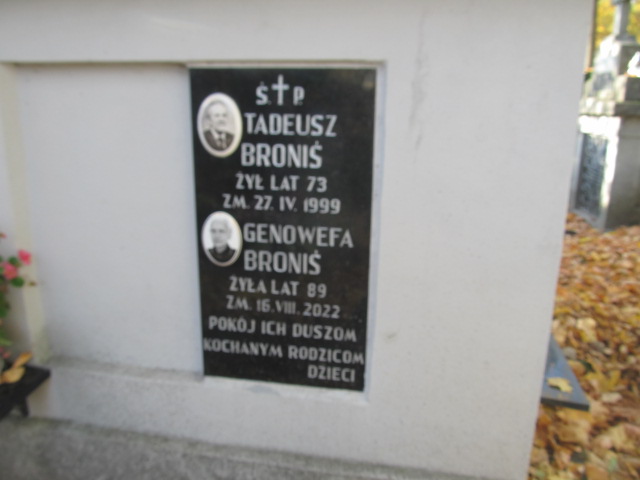 Ś. † P.
TADEUSZ
BRONIŚ
ŻYŁ LAT 73
ZM. 27. IV. 1999
GENOWEFA
BRONIŚ
ŻYŁA LAT 89
ZM. 16. VIII. 2022
POKÓJ ICH DUSZOM
KOCHANYM RODZICOM
DZIECI